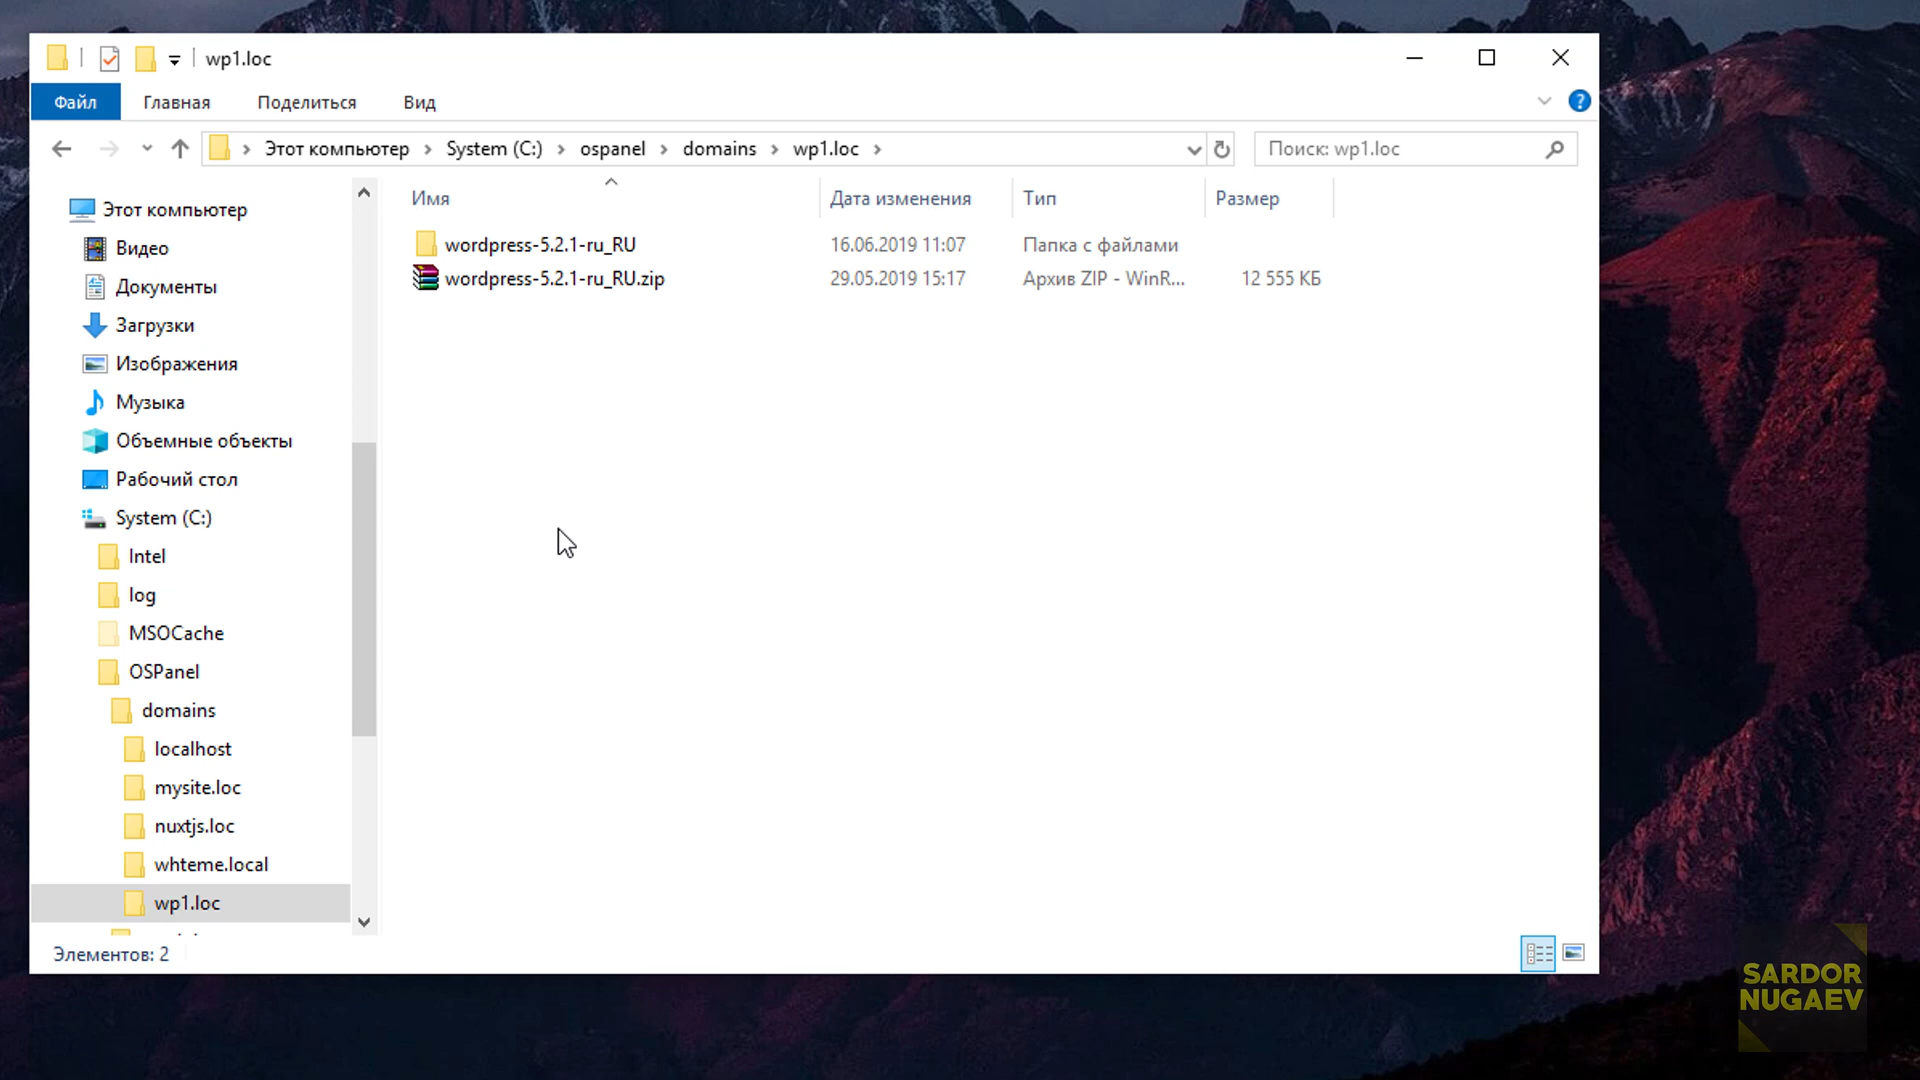 wp1.loc
Файл Главная Поделиться Вид
Этот компьютер System (C:) ospanel domains wp1.loc
Поиск: wp1.loc
Имя Дата изменения Тип Размер
wordpress-5.2.1-ru_RU 16.06.2019 11:07 Папка с файлами
wordpress-5.2.1-ru_RU.zip 29.05.2019 15:17 Архив ZIP - WinR... 12 555 КБ
Этот компьютер
Видео
Документы
Загрузки
Изображения
Музыка
Объемные объекты
Рабочий стол
System (C:)
Intel
log
MSOCache
OSPanel
domains
localhost
mysite.loc
nuxtjs.loc
whteme.local
wp1.loc
Элементов: 2
SARDOR
NUGAEV